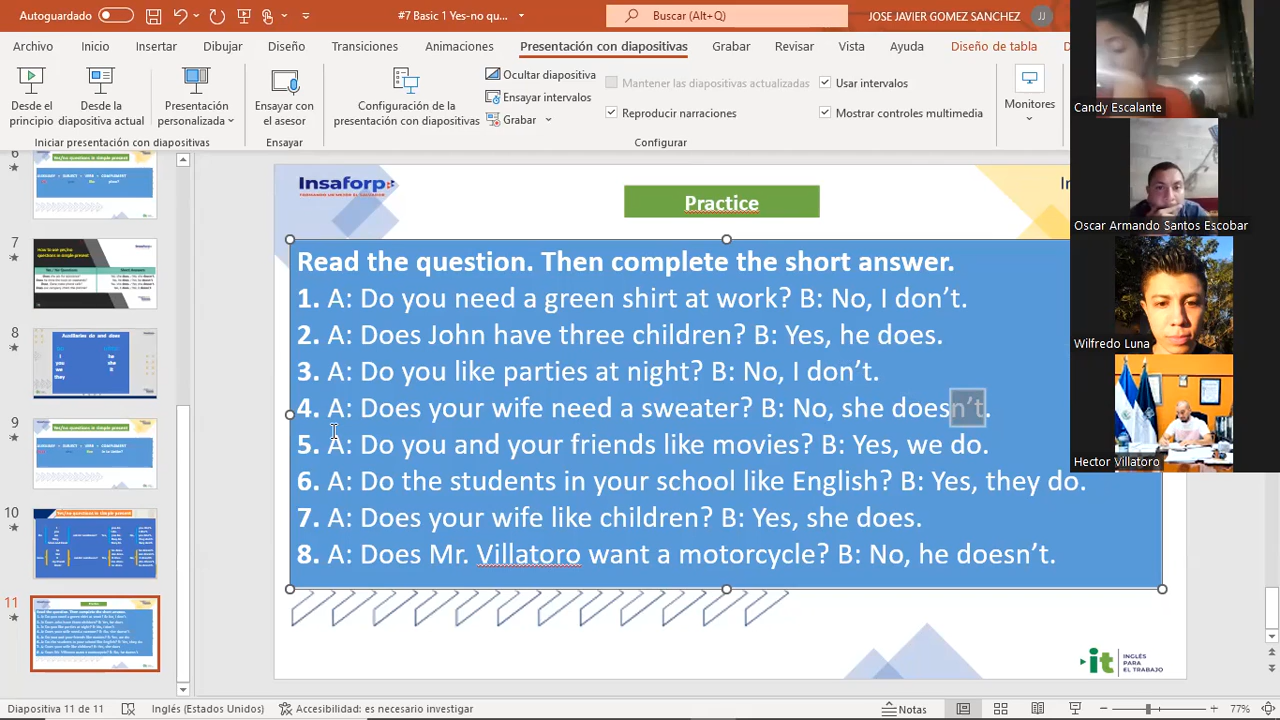 Autoguardado
#7 Basic 1 Yes-no qu...
Buscar (Alt+Q)
JOSE JAVIER GOMEZ SANCHEZ
JJ
Archivo
Inicio
Insertar
Dibujar
Diseño
Transiciones
Animaciones
Presentación con diapositivas
Grabar
Revisar
Vista
Ayuda
Diseño de tabla
Desde el principio
Desde la diapositiva actual
Presentación personalizada
Ensayar con el asesor
Configuración de la presentación con diapositivas
Ocultar diapositiva
Ensayar intervalos
Grabar
Mantener las diapositivas actualizadas
Reproducir narraciones
Usar intervalos
Mostrar controles multimedia
Monitores
Iniciar presentación con diapositivas
Ensayar
Configurar
6
7
8
9
10
11
Insaforp
Practice
Read the question. Then complete the short answer.
1. A: Do you need a green shirt at work? B: No, I don't.
2. A: Does John have three children? B: Yes, he does.
3. A: Do you like parties at night? B: No, I don't.
4. A: Does your wife need a sweater? B: No, she doesn't.
5. A: Do you and your friends like movies? B: Yes, we do.
6. A: Do the students in your school like English? B: Yes, they do.
7. A: Does your wife like children? B: Yes, she does.
8. A: Does Mr. Villatoro want a motorcycle? B: No, he doesn't.
it
INGLÉS
PARA EL
TRABAJO
Candy Escalante
Oscar Armando Santos Escobar
Wilfredo Luna
Hector Villatoro
Diapositiva 11 de 11
Inglés (Estados Unidos)
Accesibilidad: es necesario investigar
Notas
77%